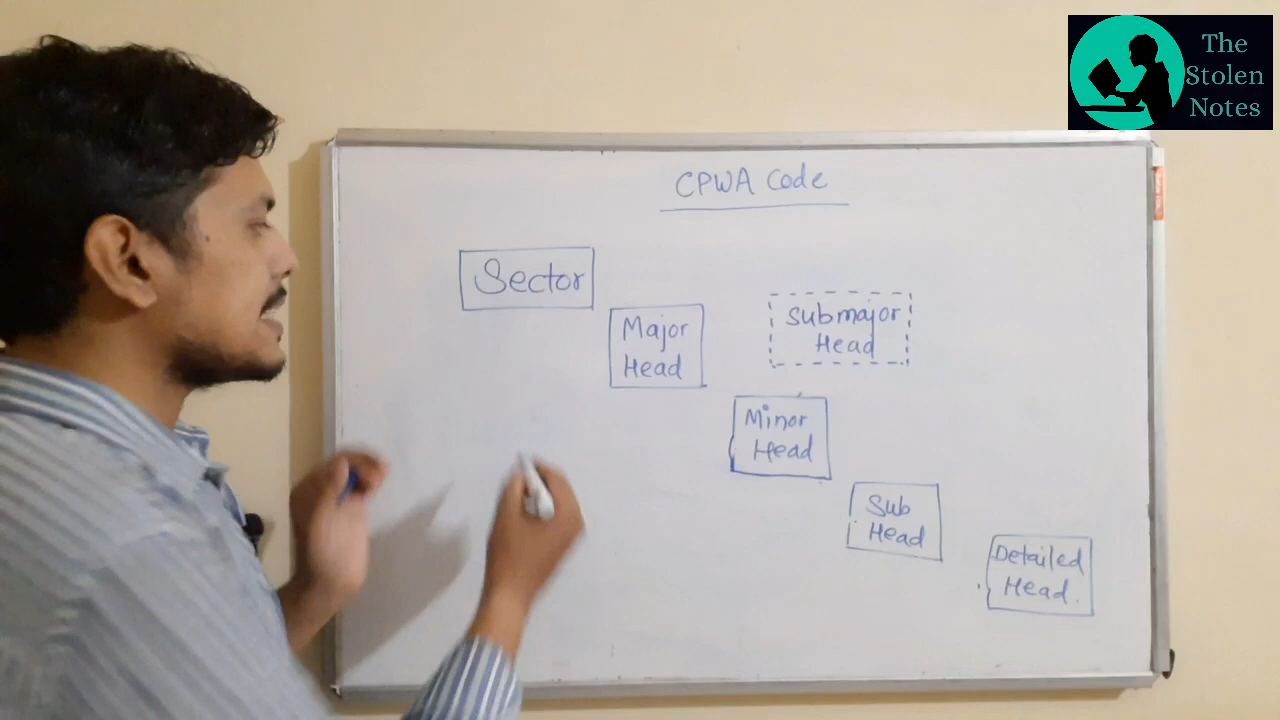 The
Stolen
Notes
CPWA Code
Sector
Major
Head
Submajor
Head
Minor
Head
Sub
Head
Detailed
Head.